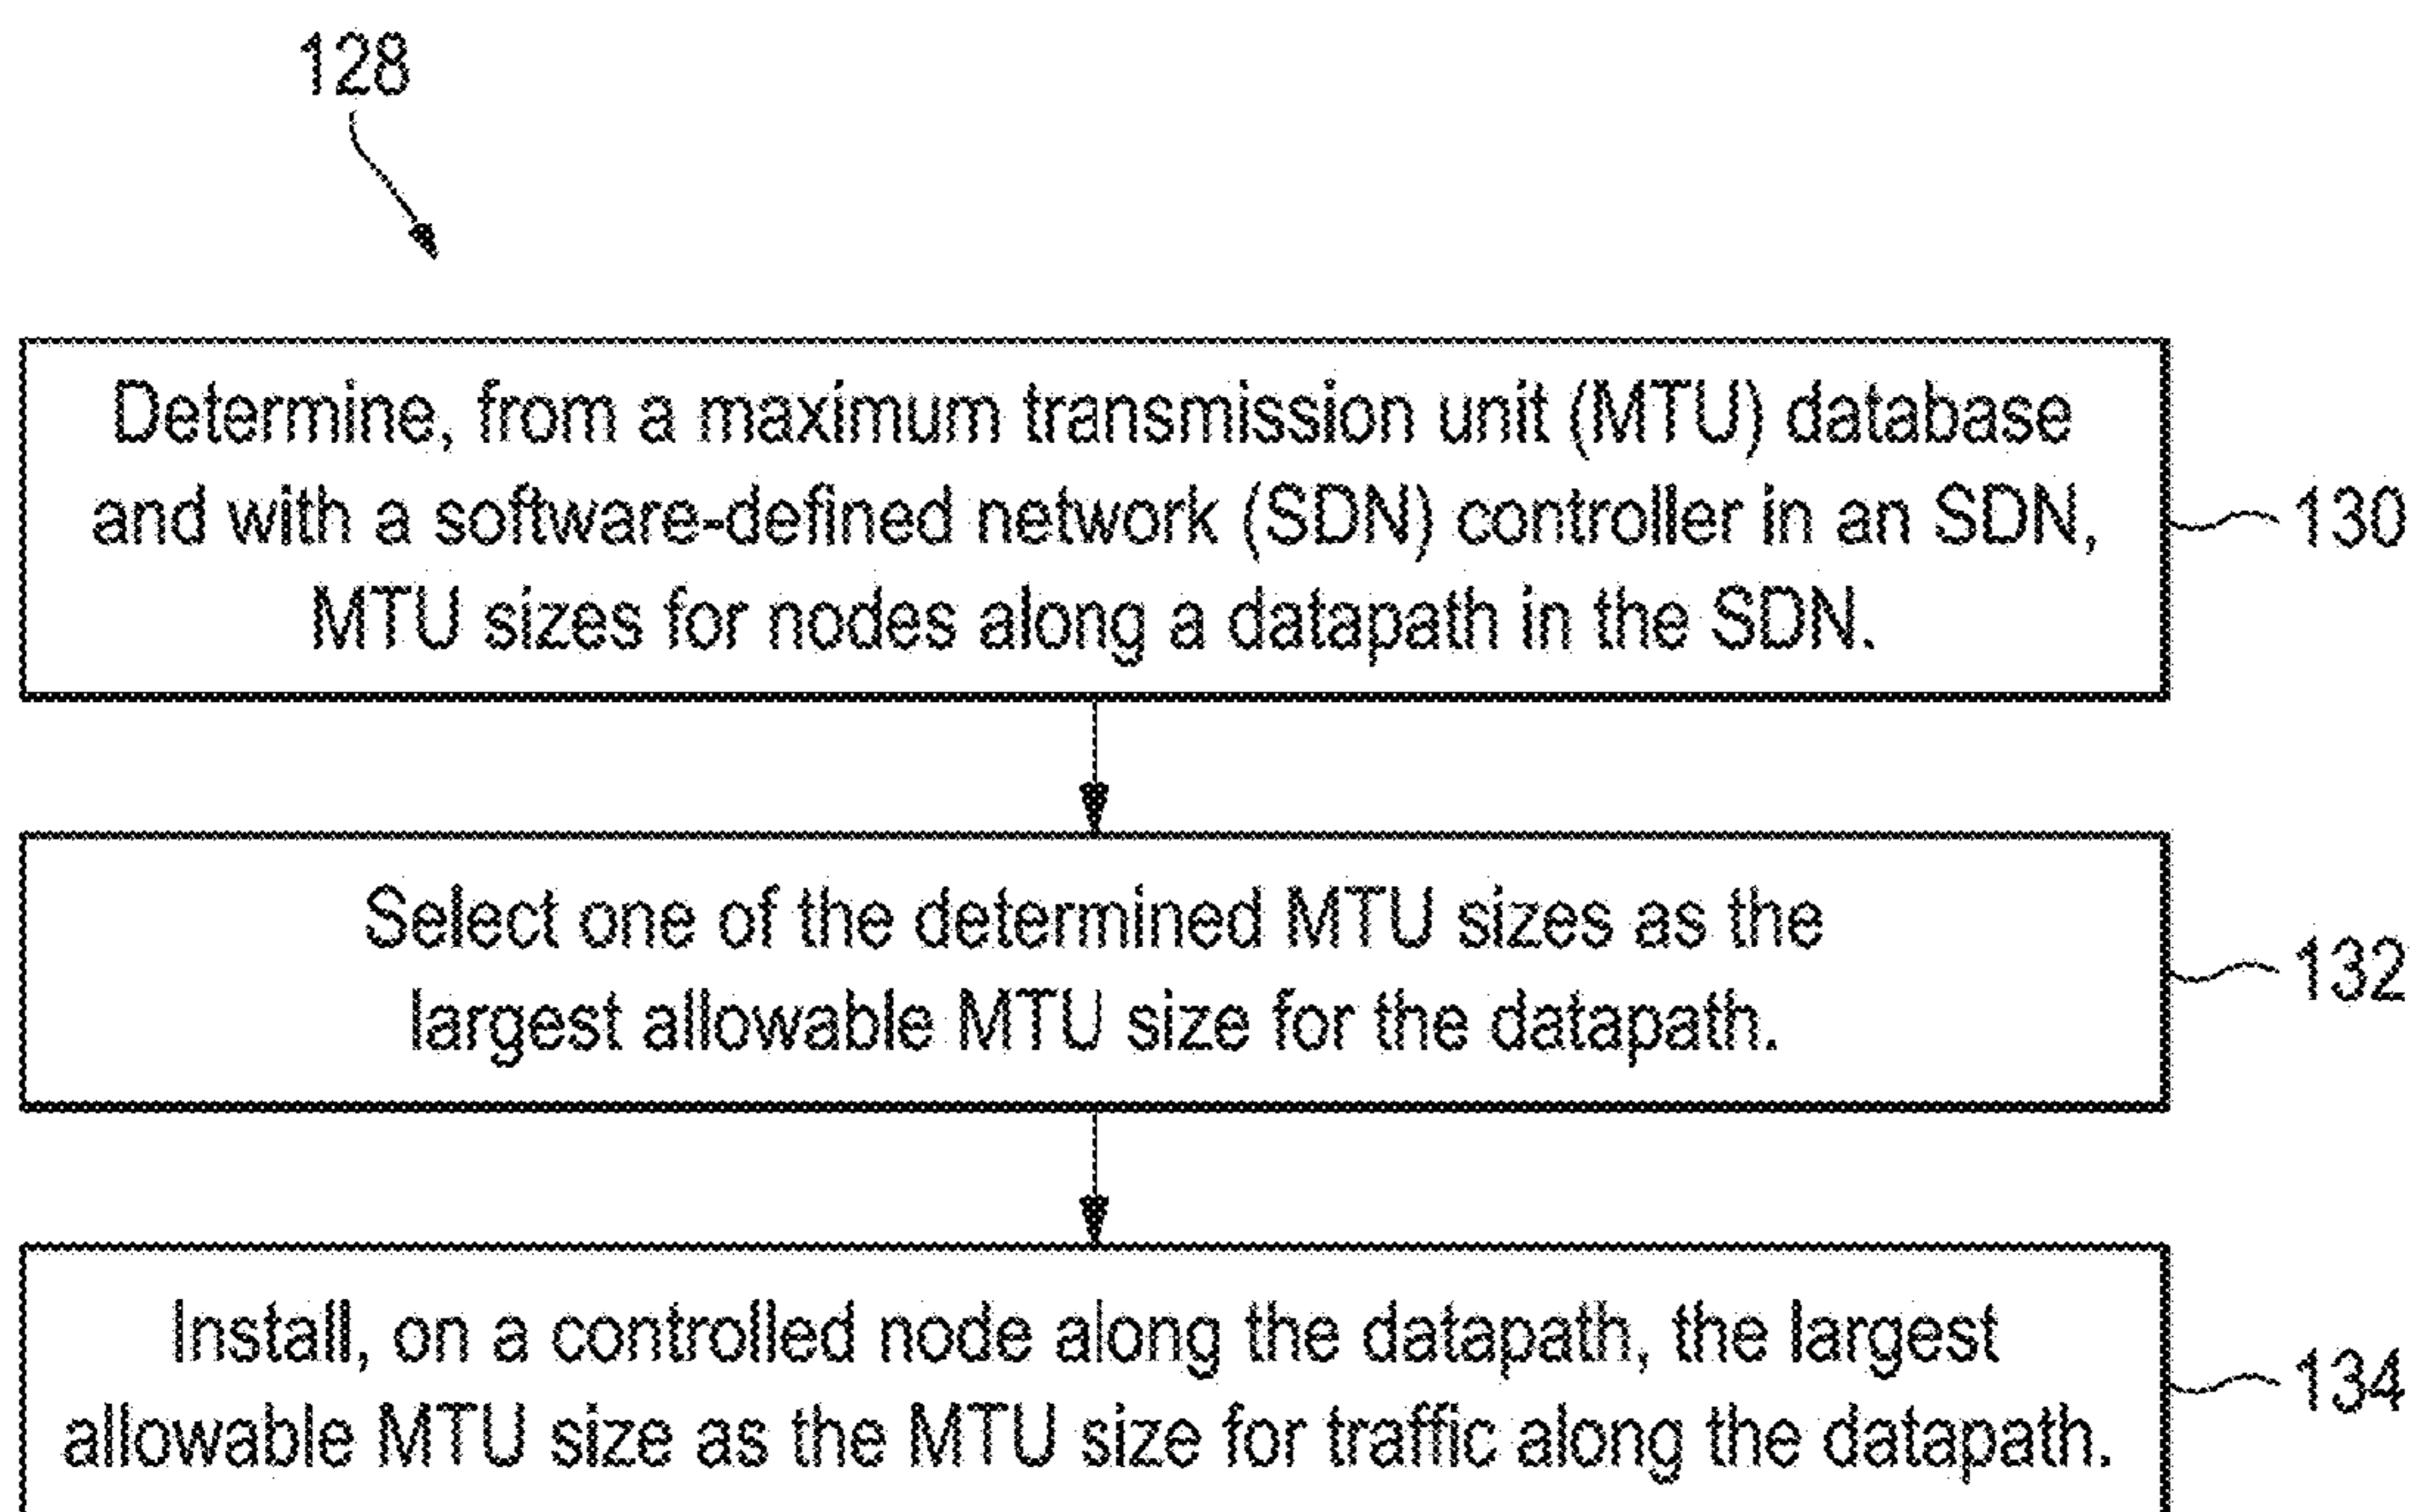 128
Determine, from a maximum transmission unit (MTU) database
and with a software-defined network (SDN) controller in an SDN,
MTU sizes for nodes along a datapath in the SDN.
130
Select one of the determined MTU sizes as the
largest allowable MTU size for the datapath.
132
Install, on a controlled node along the datapath, the largest
allowable MTU size as the MTU size for traffic along the datapath.
134